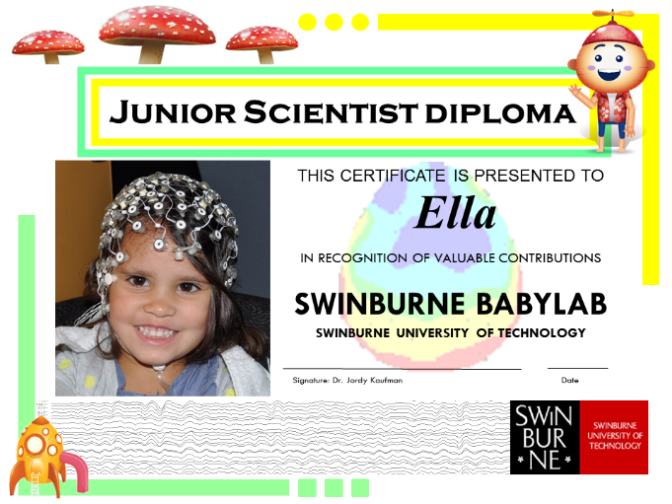 JUNIOR SCIENTIST DIPLOMA
THIS CERTIFICATE IS PRESENTED TO
Ella
IN RECOGNITION OF VALUABLE CONTRIBUTIONS
SWINBURNE BABYLAB
SWINBURNE UNIVERSITY OF TECHNOLOGY
Signature: Dr. Jordy Kaufman
Date
SWIN
BUR
NE
SWINBURNE
UNIVERSITY OF
TECHNOLOGY